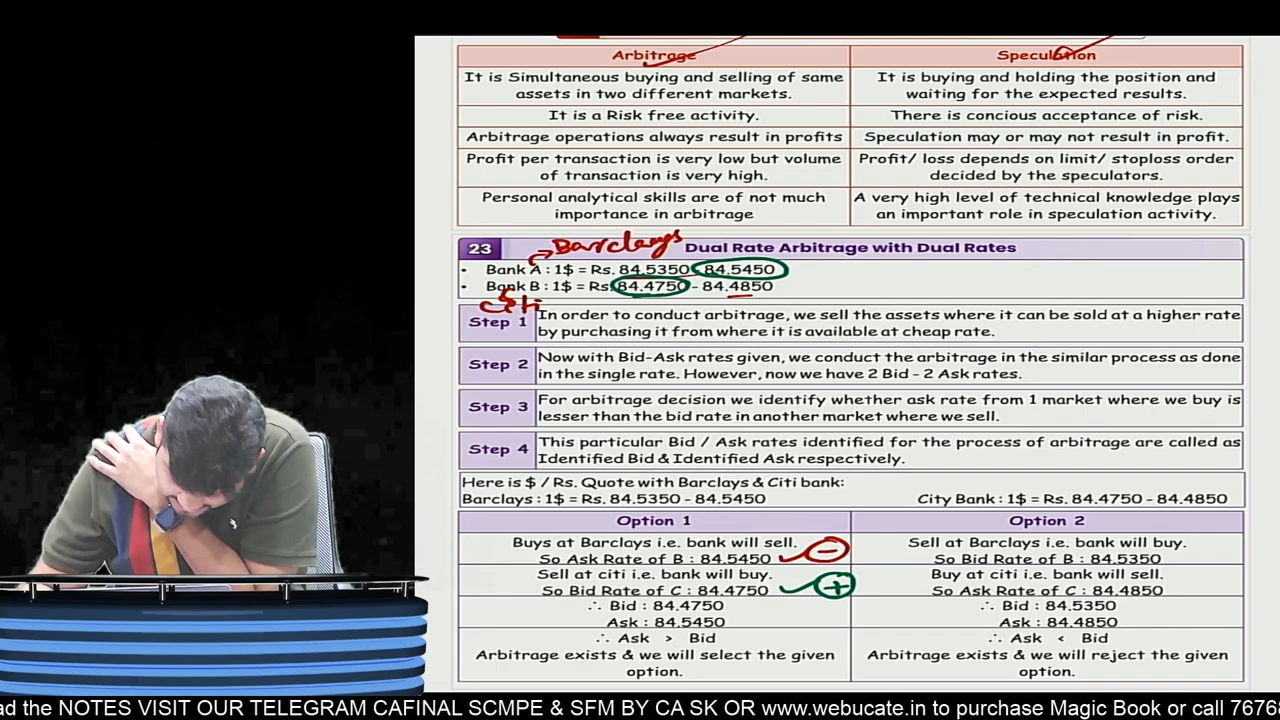 Arbitrage
Speculation
It is Simultaneous buying and selling of same
assets in two different markets.
It is buying and holding the position and
waiting for the expected results.
It is a Risk free activity.
There is concious acceptance of risk.
Arbitrage operations always result in profits
Speculation may or may not result in profit.
Profit per transaction is very low but volume
of transaction is very high.
Profit/ loss depends on limit/ stoploss order
decided by the speculators.
Personal analytical skills are of not much
importance in arbitrage
A very high level of technical knowledge plays
an important role in speculation activity.
23
Barclays
Dual Rate Arbitrage with Dual Rates
• Bank A : 1$ = Rs. 84.5350 - 84.5450
• Bank B : 1$ = Rs. 84.4750 - 84.4850
Citi
Step 1
In order to conduct arbitrage, we sell the assets where it can be sold at a higher rate
by purchasing it from where it is available at cheap rate.
Step 2
Now with Bid-Ask rates given, we conduct the arbitrage in the similar process as done
in the single rate. However, now we have 2 Bid - 2 Ask rates.
Step 3
For arbitrage decision we identify whether ask rate from 1 market where we buy is
lesser than the bid rate in another market where we sell.
Step 4
This particular Bid / Ask rates identified for the process of arbitrage are called as
Identified Bid & Identified Ask respectively.
Here is $ / Rs. Quote with Barclays & Citi bank:
Barclays : 1$ = Rs. 84.5350 - 84.5450 City Bank : 1$ = Rs. 84.4750 - 84.4850
Option 1
Option 2
Buys at Barclays i.e. bank will sell.
So Ask Rate of B : 84.5450
Sell at Barclays i.e. bank will buy.
So Bid Rate of B : 84.5350
Sell at citi i.e. bank will buy.
So Bid Rate of C : 84.4750
Buy at citi i.e. bank will sell.
So Ask Rate of C : 84.4850
∴ Bid : 84.4750
Ask : 84.5450
∴ Bid : 84.5350
Ask : 84.4850
∴ Ask > Bid
Arbitrage exists & we will select the given
option.
∴ Ask < Bid
Arbitrage exists & we will reject the given
option.
ad the NOTES VISIT OUR TELEGRAM CAFINAL SCMPE & SFM BY CA SK OR www.webucate.in to purchase Magic Book or call 7676